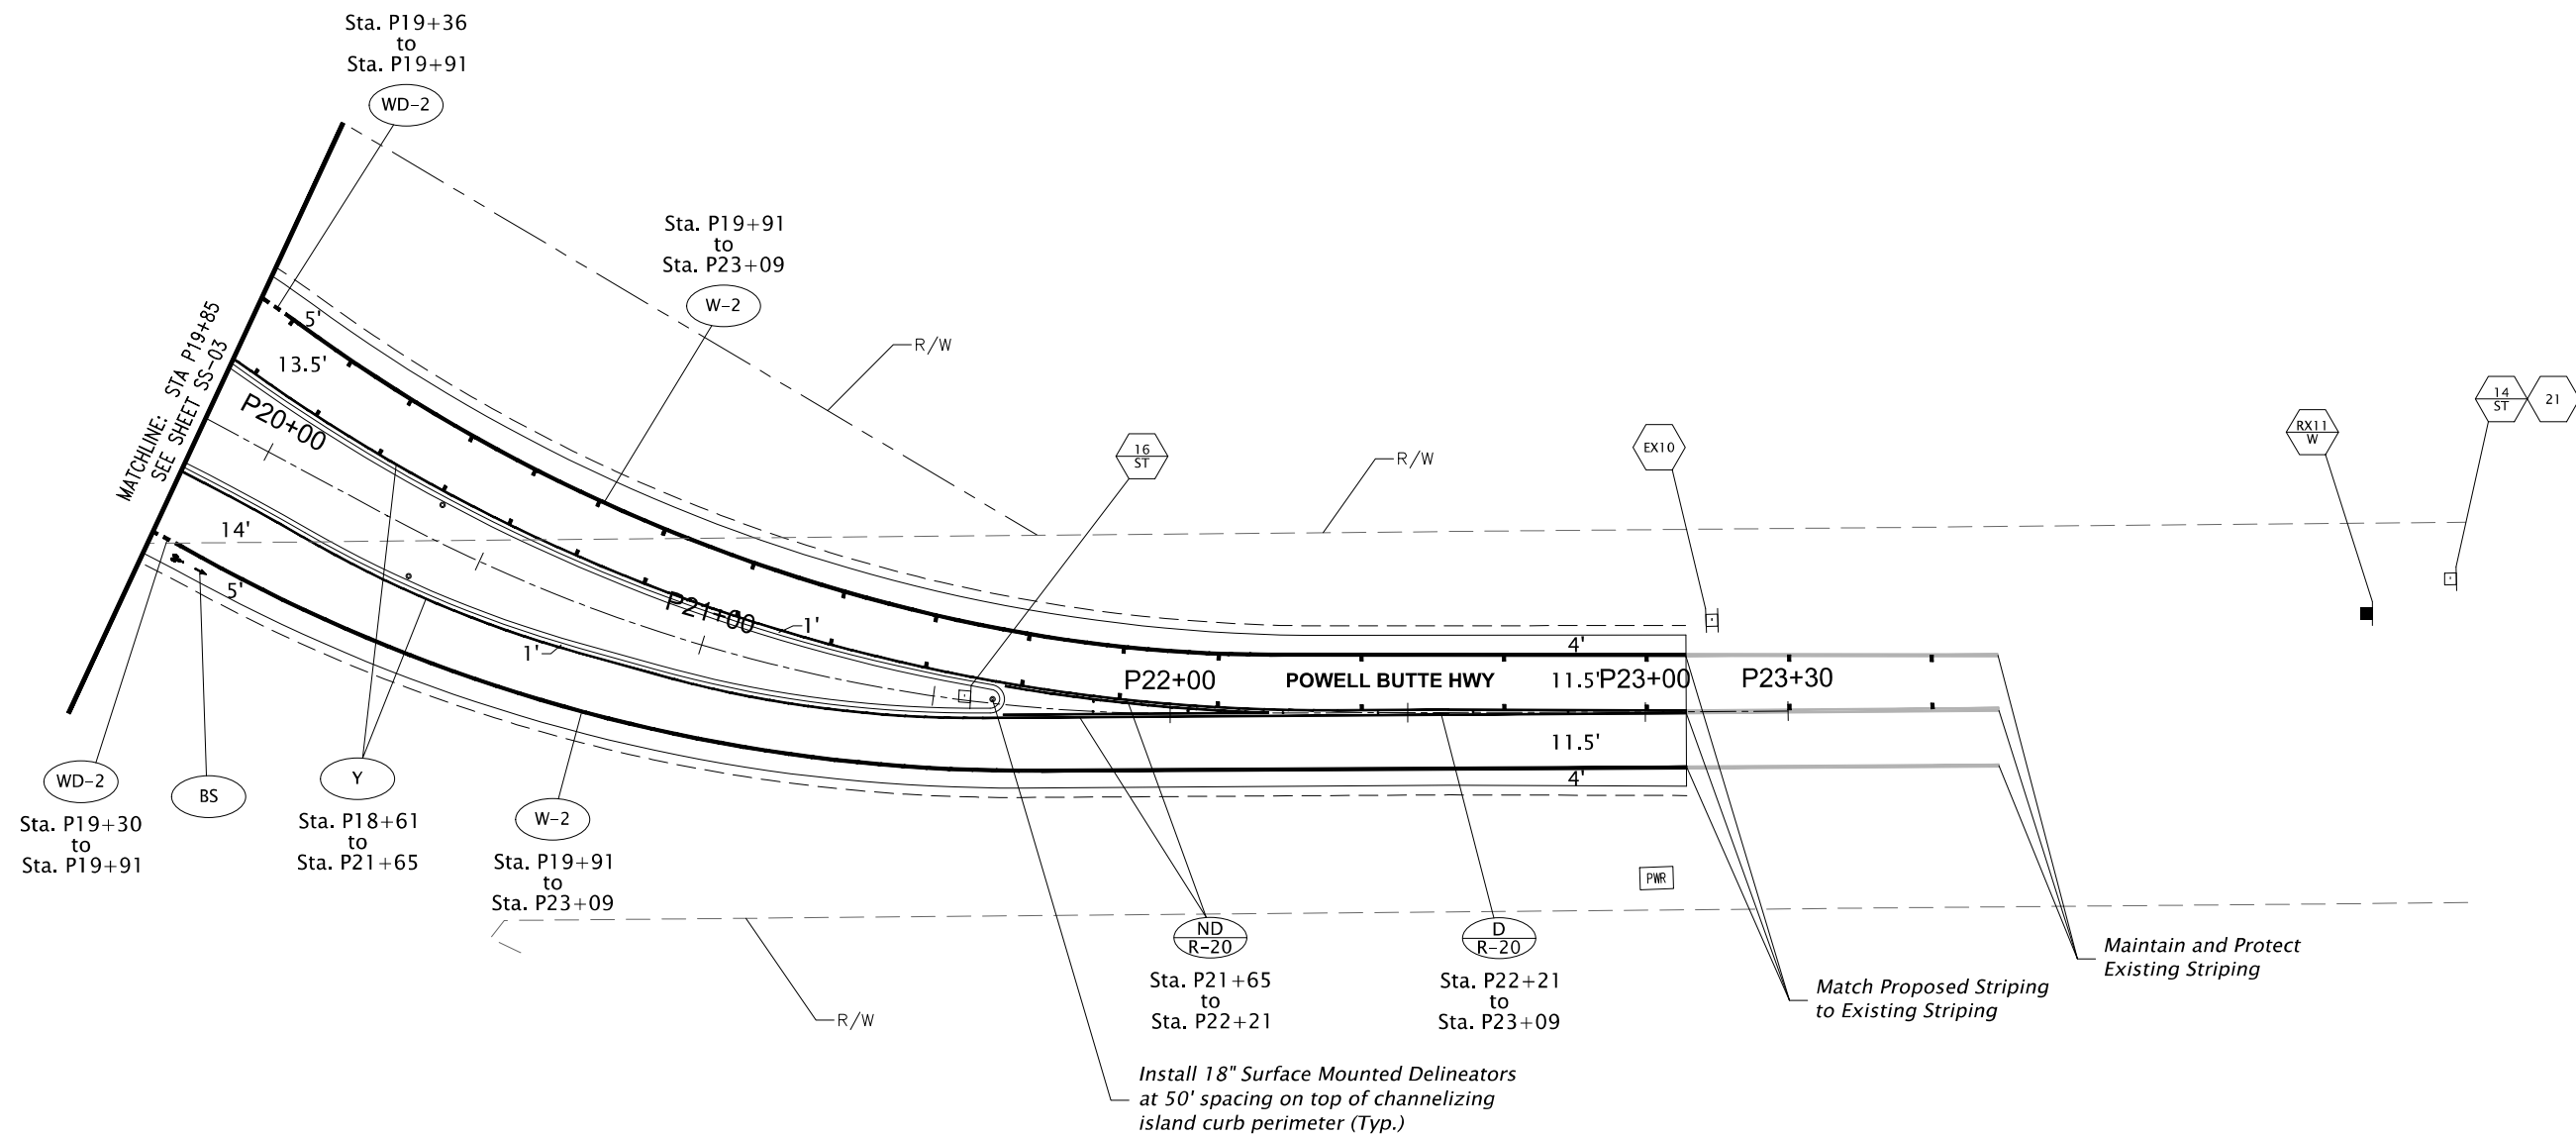 Sta. P19+36
to
Sta. P19+91
WD-2
Sta. P19+91
to
Sta. P23+09
W-2
R/W
MATCHLINE: STA P19+85
SEE SHEET SS-03
5'
13.5'
P20+00
14'
5'
16
ST
R/W
EX10
RX11
W
14
ST
21
P21+00
1'
1'
4'
P22+00
POWELL BUTTE HWY
11.5'
P23+00
P23+30
11.5'
4'
WD-2
Sta. P19+30
to
Sta. P19+91
BS
Y
Sta. P18+61
to
Sta. P21+65
W-2
Sta. P19+91
to
Sta. P23+09
R/W
PWR
ND
R-20
Sta. P21+65
to
Sta. P22+21
D
R-20
Sta. P22+21
to
Sta. P23+09
Match Proposed Striping
to Existing Striping
Maintain and Protect
Existing Striping
Install 18" Surface Mounted Delineators
at 50' spacing on top of channelizing
island curb perimeter (Typ.)